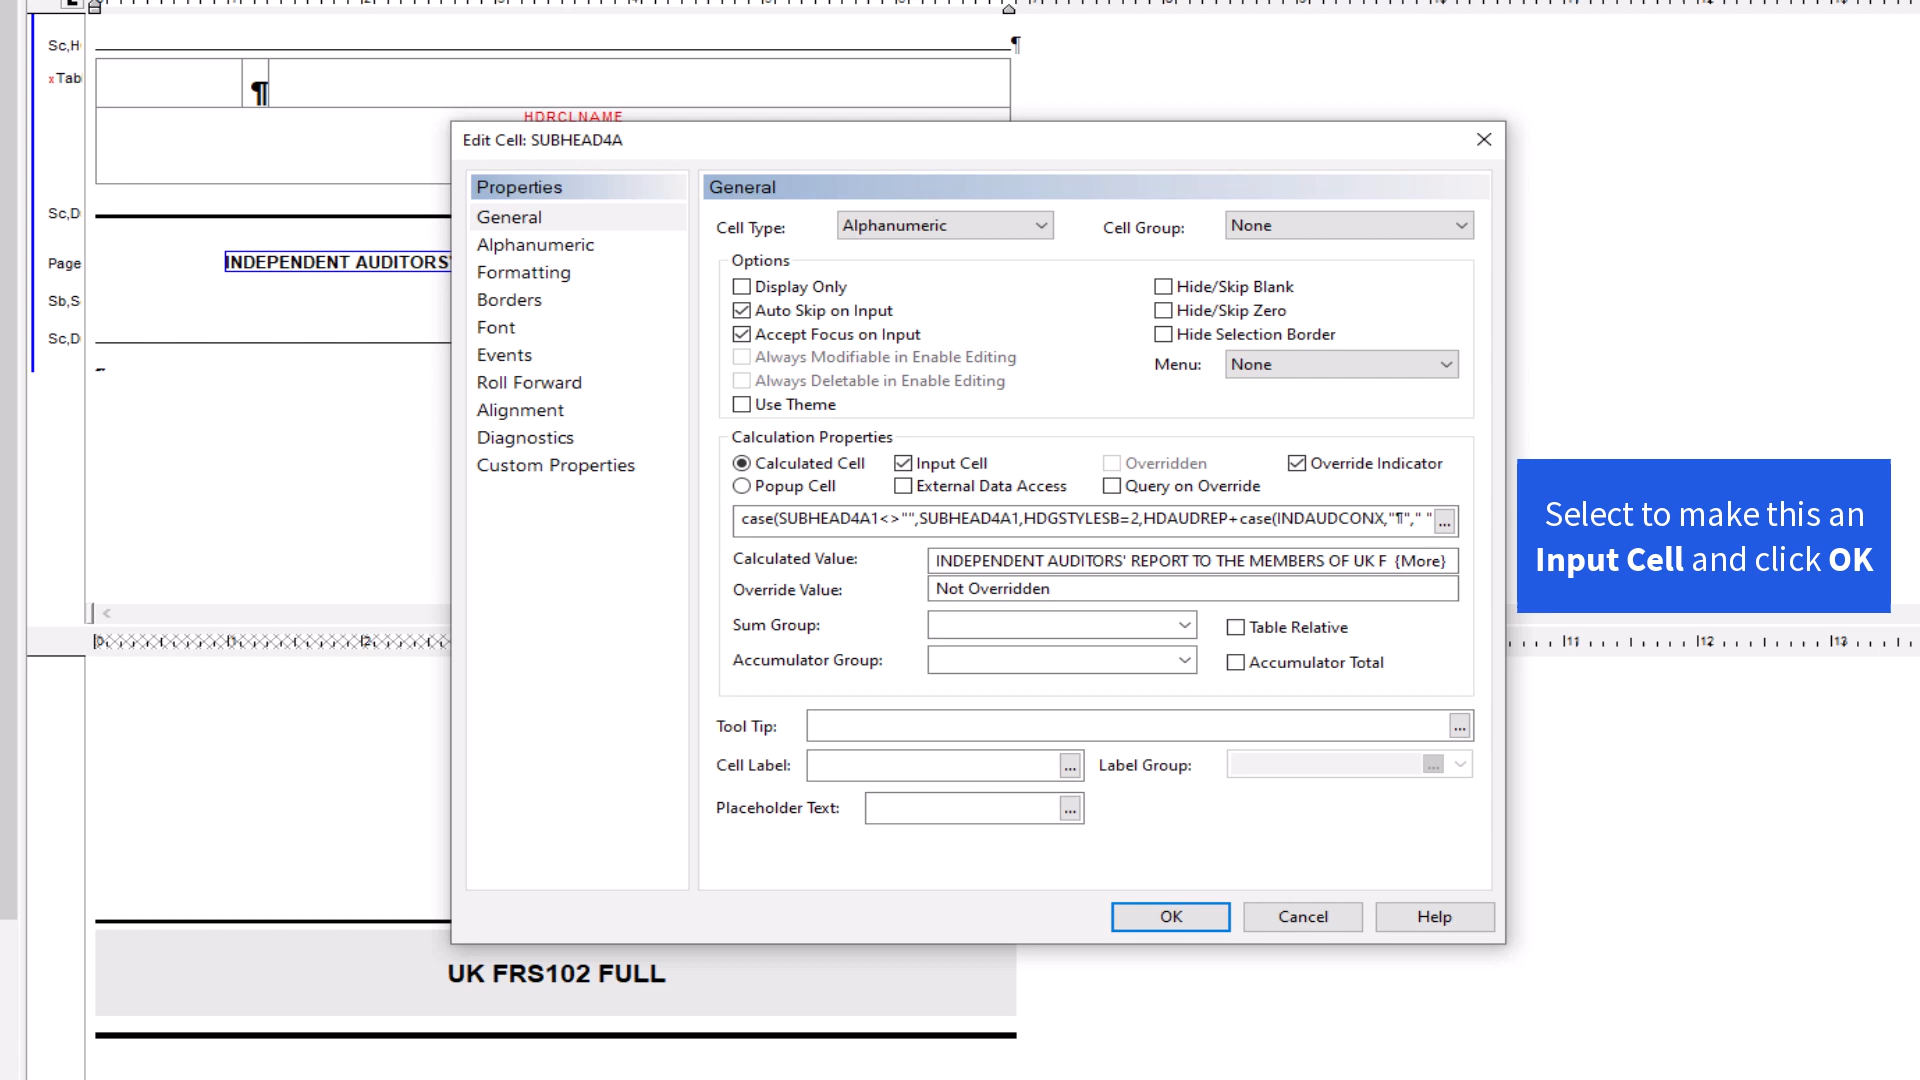 Sc,H
¶
xTab
¶
HDRCLNAME
Edit Cell: SUBHEAD4A
Properties
General
General
Alphanumeric
Formatting
Borders
Font
Events
Roll Forward
Alignment
Diagnostics
Custom Properties
Cell Type: Alphanumeric
Cell Group: None
Options
Display Only
Hide/Skip Blank
Auto Skip on Input
Hide/Skip Zero
Accept Focus on Input
Hide Selection Border
Always Modifiable in Enable Editing
Menu: None
Always Deletable in Enable Editing
Use Theme
Calculation Properties
Calculated Cell
Input Cell
Overridden
Override Indicator
Popup Cell
External Data Access
Query on Override
case(SUBHEAD4A1<>"",SUBHEAD4A1,HDGSTYLESB=2,HDAUDREP+case(INDAUDCONX,"¶"," " ...
Calculated Value: INDEPENDENT AUDITORS' REPORT TO THE MEMBERS OF UK F {More}
Override Value: Not Overridden
Sum Group:
Table Relative
Accumulator Group:
Accumulator Total
Tool Tip: ...
Cell Label: ...
Label Group: ...
Placeholder Text: ...
OK
Cancel
Help
Sc,D
Page
INDEPENDENT AUDITORS'
Sb,S
Sc,D
Select to make this an
Input Cell and click OK
11 12 13
UK FRS102 FULL